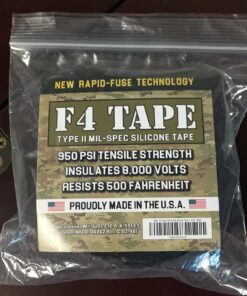 NEW RAPID-FUSE TECHNOLOGY
F4 TAPE
TYPE II MIL-SPEC SILICONE TAPE
950 PSI TENSILE STRENGTH
INSULATES 8,000 VOLTS
RESISTS 500 FAHRENHEIT
PROUDLY MADE IN THE U.S.A.